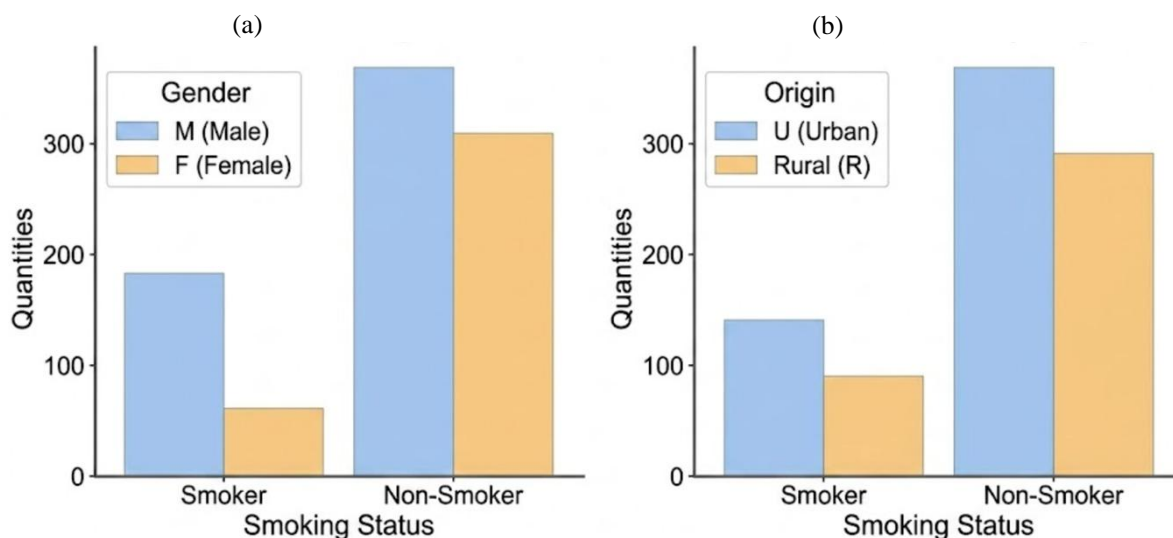 (a)
Gender
M (Male)
F (Female)
300
200
100
0
Quantities
Smoker
Non-Smoker
Smoking Status
(b)
Origin
U (Urban)
Rural (R)
300
200
100
0
Quantities
Smoker
Non-Smoker
Smoking Status